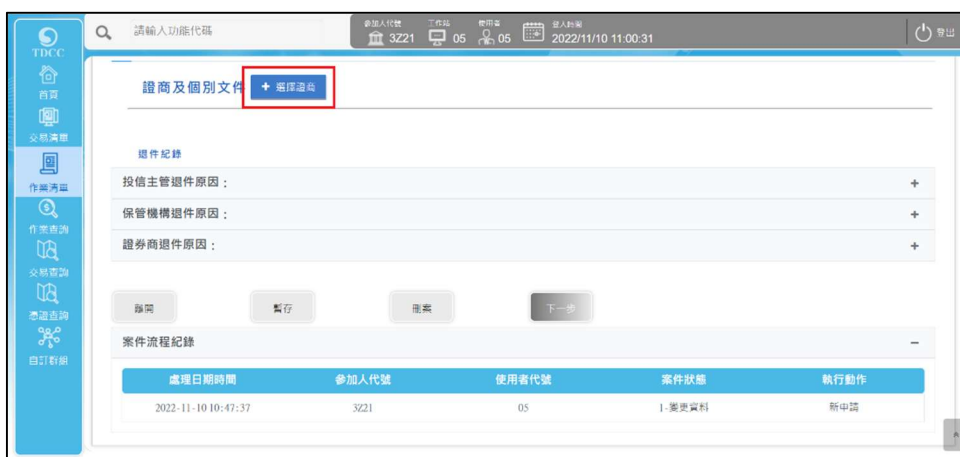 TDCC
請輸入功能代碼
參加人代號 工作站 使用者 登入時間
3Z21 05 05 2022/11/10 11:00:31
登出
首頁
交易清單
作業清單
作業查詢
交易查詢
憑證查詢
自訂群組
證商及個別文件 + 選擇證商
退件紀錄
投信主管退件原因： +
保管機構退件原因： +
證券商退件原因： +
離開 暫存 刪案 下一步
案件流程紀錄 −
處理日期時間 參加人代號 使用者代號 案件狀態 執行動作
2022-11-10 10:47:37 3Z21 05 1-變更資料 新申請